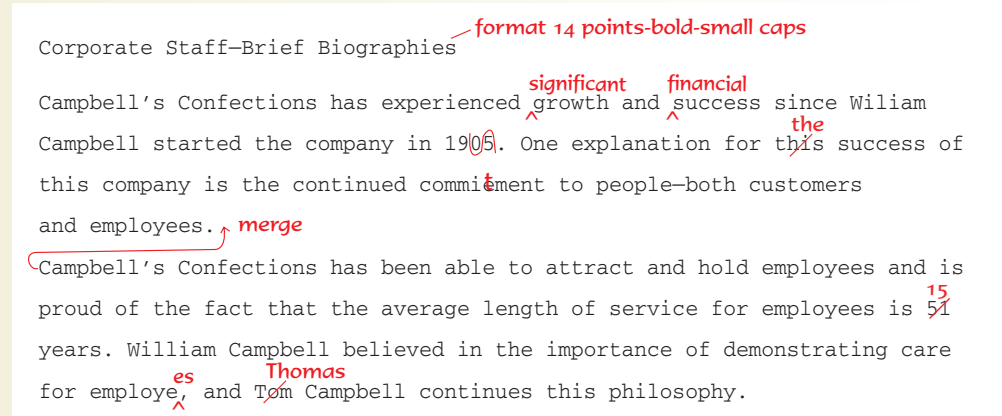 format 14 points-bold-small caps
Corporate Staff—Brief Biographies
significant financial
Campbell's Confections has experienced growth and success since Wiliam
the
Campbell started the company in 1905. One explanation for this success of
this company is the continued commitment to people—both customers
and employees. merge
Campbell's Confections has been able to attract and hold employees and is
15
proud of the fact that the average length of service for employees is 51
years. William Campbell believed in the importance of demonstrating care
es Thomas
for employe, and Tom Campbell continues this philosophy.